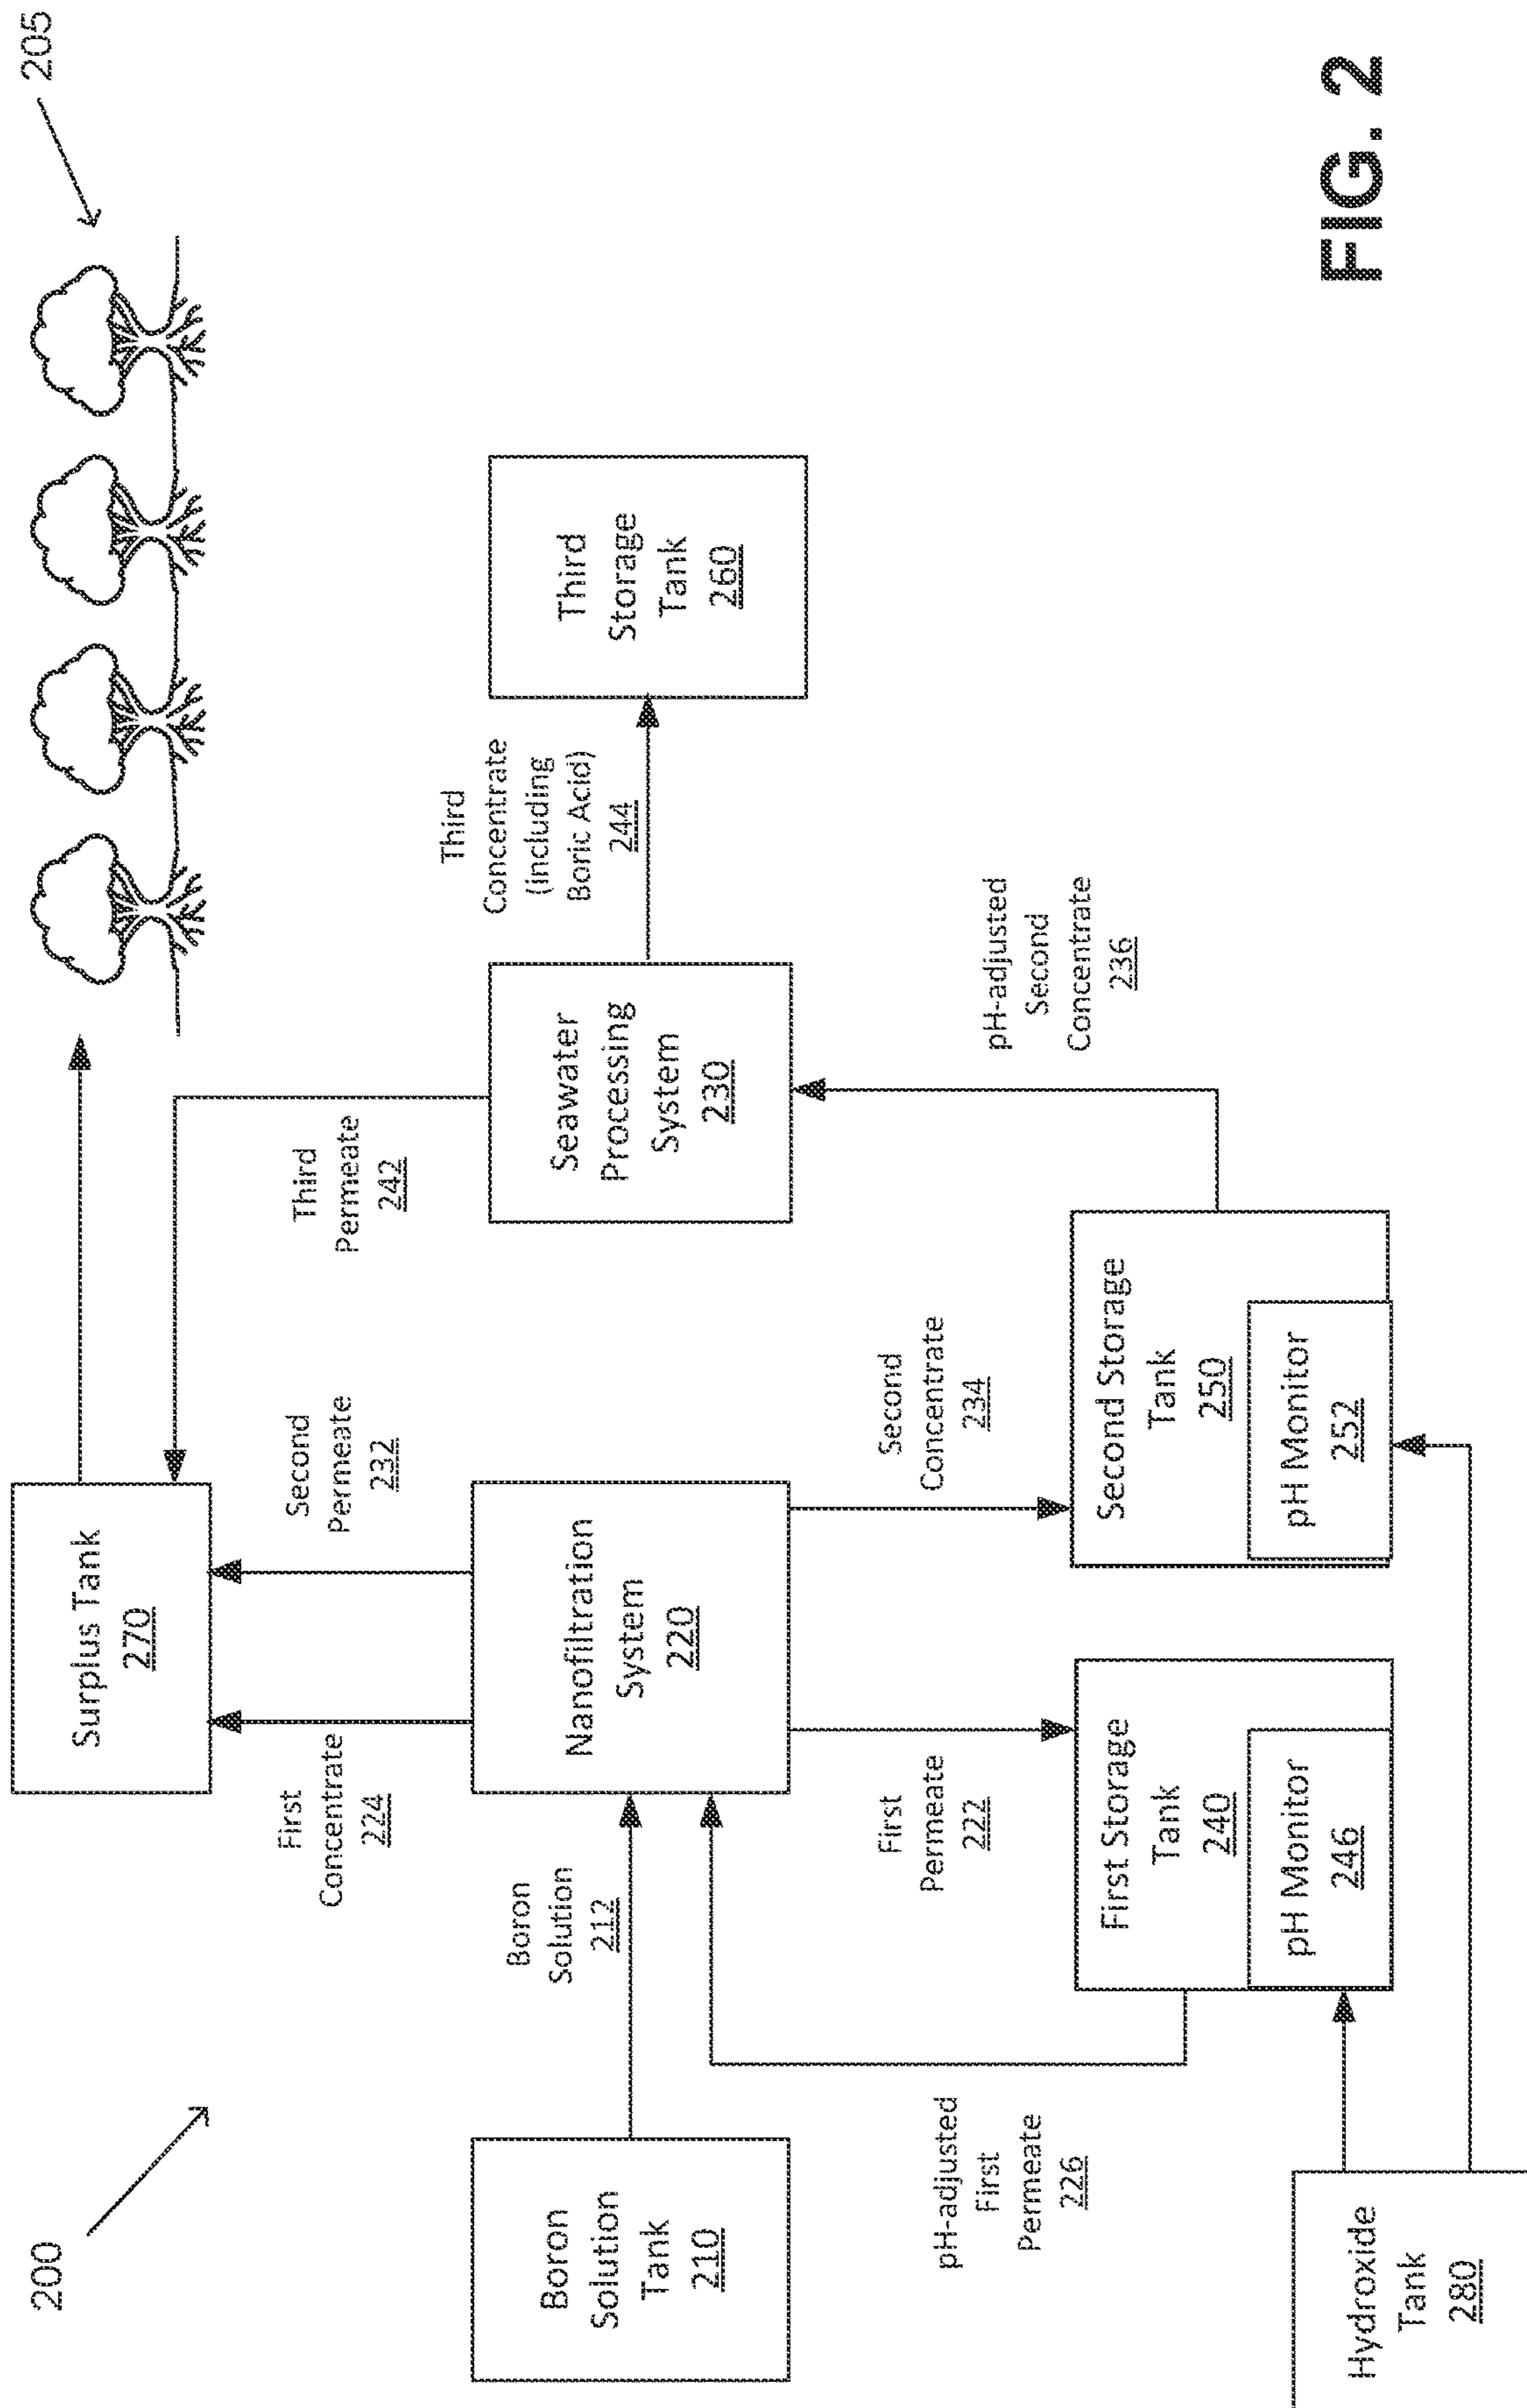 200
205
Surplus Tank
270
First
Concentrate
224
Second
Permeate
232
Third
Permeate
242
Boron
Solution
Tank
210
Boron
Solution
212
Nanofiltration
System
220
Seawater
Processing
System
230
Third
Concentrate
(including
Boric Acid)
244
Third
Storage
Tank
260
pH-adjusted
First
Permeate
226
First
Permeate
222
Second
Concentrate
234
pH-adjusted
Second
Concentrate
236
First Storage
Tank
240
pH Monitor
246
Second Storage
Tank
250
pH Monitor
252
Hydroxide
Tank
280
FIG. 2